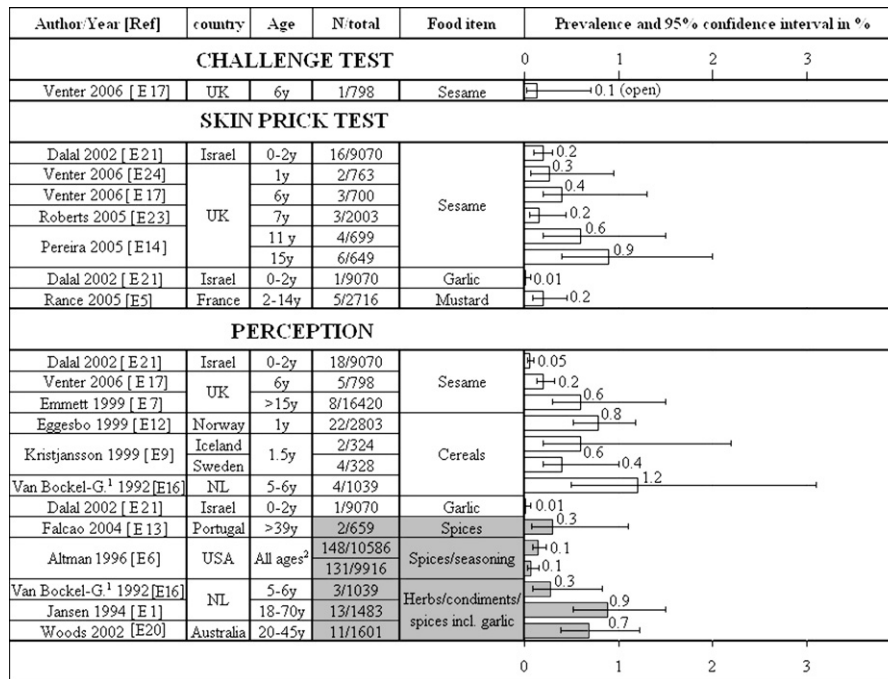 Author/Year [Ref] country Age N/total Food item Prevalence and 95% confidence interval in %
CHALLENGE TEST 0 1 2 3
Venter 2006 [E17] UK 6y 1/798 Sesame 0.1 (open)
SKIN PRICK TEST
Dalal 2002 [E21] Israel 0-2y 16/9070 0.2
Venter 2006 [E24] 1y 2/763 0.3
Venter 2006 [E17] 6y 3/700 Sesame 0.4
Roberts 2005 [E23] UK 7y 3/2003 0.2
Pereira 2005 [E14] 11 y 4/699 0.6
15y 6/649 0.9
Dalal 2002 [E21] Israel 0-2y 1/9070 Garlic 0.01
Rance 2005 [E5] France 2-14y 5/2716 Mustard 0.2
PERCEPTION
Dalal 2002 [E21] Israel 0-2y 18/9070 0.05
Venter 2006 [E17] UK 6y 5/798 Sesame 0.2
Emmett 1999 [E7] >15y 8/16420 0.6
Eggesbo 1999 [E12] Norway 1y 22/2803 0.8
Kristjansson 1999 [E9] Iceland 1.5y 2/324 Cereals 0.6
Sweden 4/328 0.4
Van Bockel-G.¹ 1992 [E16] NL 5-6y 4/1039 1.2
Dalal 2002 [E21] Israel 0-2y 1/9070 Garlic 0.01
Falcao 2004 [E13] Portugal >39y 2/659 Spices 0.3
Altman 1996 [E6] USA All ages² 148/10586 Spices/seasoning 0.1
131/9916 0.1
Van Bockel-G.¹ 1992 [E16] NL 5-6y 3/1039 Herbs/condiments/ 0.3
Jansen 1994 [E1] 18-70y 13/1483 spices incl. garlic 0.9
Woods 2002 [E20] Australia 20-45y 11/1601 0.7
0 1 2 3